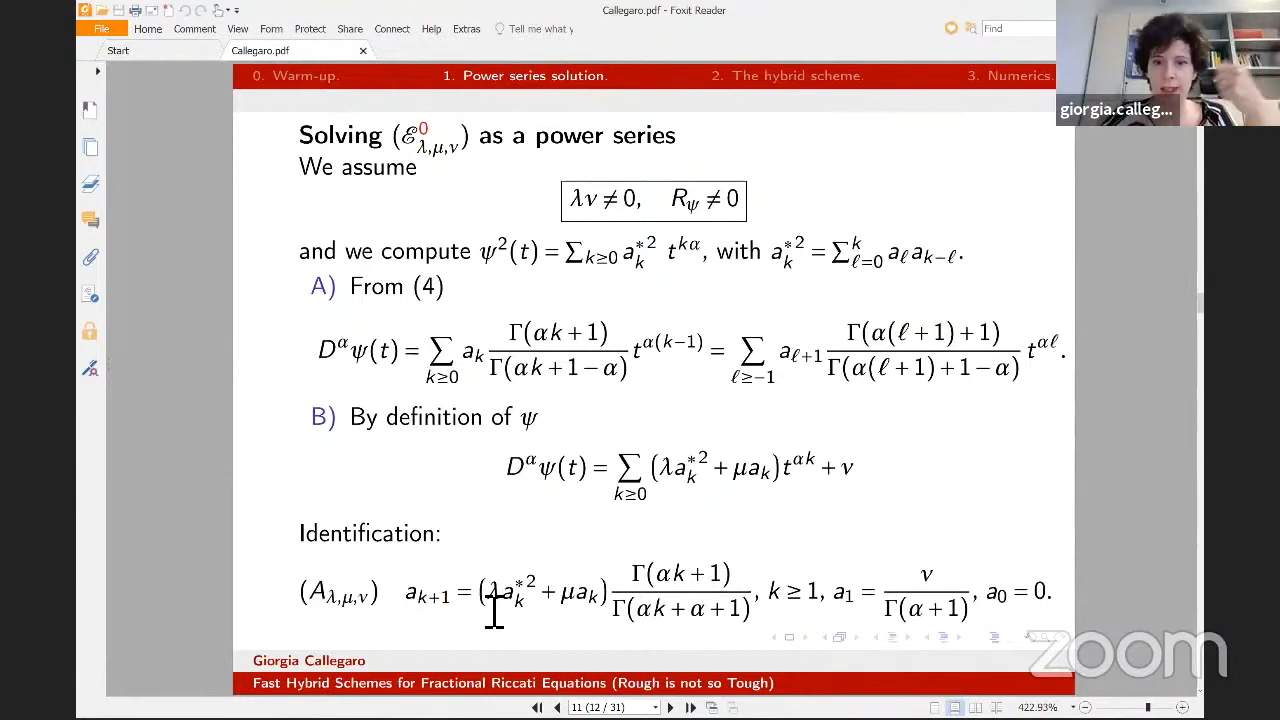 Callegaro.pdf - Foxit Reader
File Home Comment View Form Protect Share Connect Help Extras Tell me what y Find
Start Callegaro.pdf
0. Warm-up. 1. Power series solution. 2. The hybrid scheme. 3. Numerics.
giorgia.calleg...
Solving (ℰ⁰_{λ,μ,ν}) as a power series
We assume
λν ≠ 0, R_ψ ≠ 0
and we compute ψ²(t) = ∑_{k≥0} a_k^{*2} t^{kα}, with a_k^{*2} = ∑_{ℓ=0}^{k} a_ℓ a_{k−ℓ}.
A) From (4)
D^α ψ(t) = ∑_{k≥0} a_k Γ(αk+1)/Γ(αk+1−α) t^{α(k−1)} = ∑_{ℓ≥−1} a_{ℓ+1} Γ(α(ℓ+1)+1)/Γ(α(ℓ+1)+1−α) t^{αℓ}.
B) By definition of ψ
D^α ψ(t) = ∑_{k≥0} (λa_k^{*2} + μa_k) t^{αk} + ν
Identification:
(A_{λ,μ,ν}) a_{k+1} = (λa_k^{*2} + μa_k) Γ(αk+1)/Γ(αk+α+1), k ≥ 1, a_1 = ν/Γ(α+1), a_0 = 0.
zoom
Giorgia Callegaro
Fast Hybrid Schemes for Fractional Riccati Equations (Rough is not so Tough)
11 (12 / 31) 422.93%